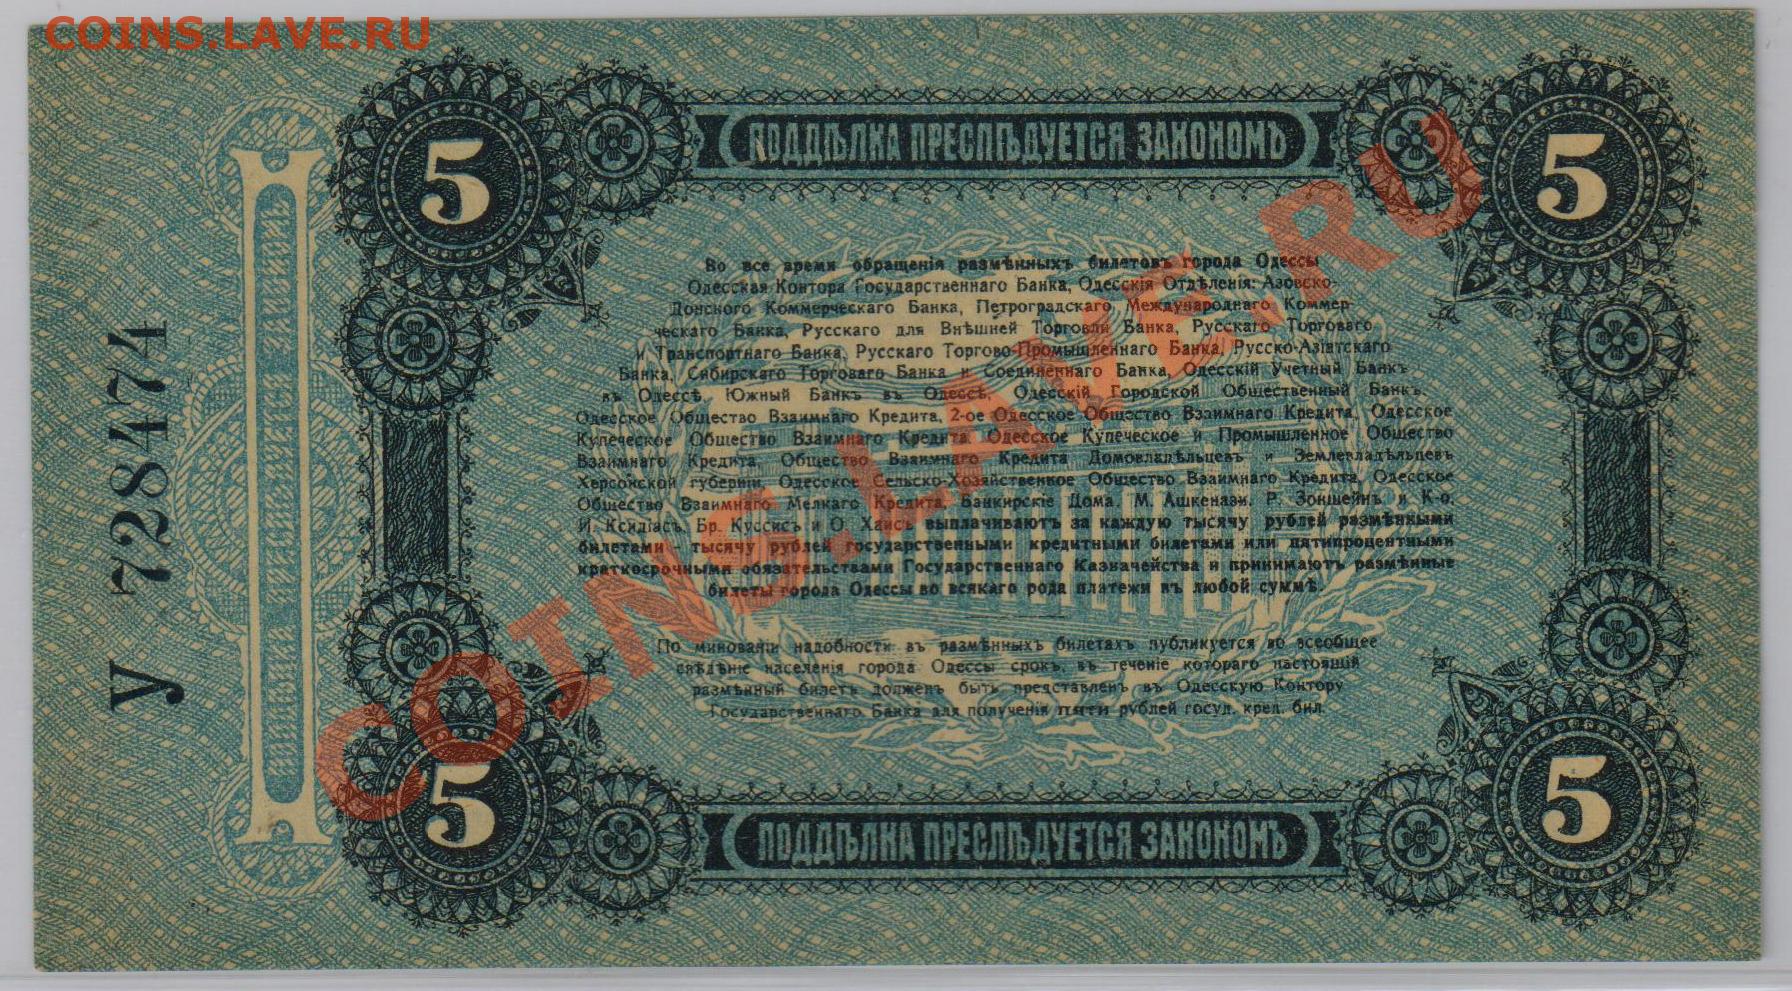 COINS.LAVE.RU
5
ПОДДѢЛКА ПРЕСЛѢДУЕТСЯ ЗАКОНОМЪ
5
Во все время обращенія размѣнныхъ билетовъ города Одессы
Одесская Контора Государственнаго Банка, Одесскія Отдѣленія: Азовско-
Донского Коммерческаго Банка, Петроградскаго Международнаго Коммер-
ческаго Банка, Русскаго для Внѣшней Торговли Банка, Русскаго Торговаго
и Транспортнаго Банка, Русскаго Торгово-Промышленнаго Банка, Русско-Азіатскаго
Банка, Сибирскаго Торговаго Банка и Соединеннаго Банка, Одесскій Учетный Банкъ
въ Одессѣ, Южный Банкъ въ Одессѣ, Одесскій Городской Общественный Банкъ,
Одесское Общество Взаимнаго Кредита, 2-ое Одесское Общество Взаимнаго Кредита, Одесское
Купеческое Общество Взаимнаго Кредита, Одесское Купеческое и Промышленное Общество
Взаимнаго Кредита, Общество Взаимнаго Кредита Домовладѣльцевъ и Землевладѣльцевъ
Херсонской губерніи, Одесское Сельско-Хозяйственное Общество Взаимнаго Кредита, Одесское
Общество Взаимнаго Мелкаго Кредита, Банкирскіе Дома: М. Ашкенази, Р. Зонщейнъ и К-о,
И. Ксидіасъ, Бр. Куссисъ и О. Хаисъ выплачиваютъ за каждую тысячу рублей размѣнными
билетами - тысячу рублей государственными кредитными билетами или пятипроцентными
краткосрочными обязательствами Государственнаго Казначейства и принимаютъ размѣнные
билеты города Одессы во всякаго рода платежи въ любой суммѣ.
По минованіи надобности въ размѣнныхъ билетахъ публикуется во всеобщее
свѣдѣніе населенія города Одессы срокъ, въ теченіе котораго настоящій
размѣнный билетъ долженъ быть представленъ въ Одесскую Контору
Государственнаго Банка для полученія пяти рублей госуд. кред. бил.
У 728474
COINS.LAVE.RU
5
ПОДДѢЛКА ПРЕСЛѢДУЕТСЯ ЗАКОНОМЪ
5